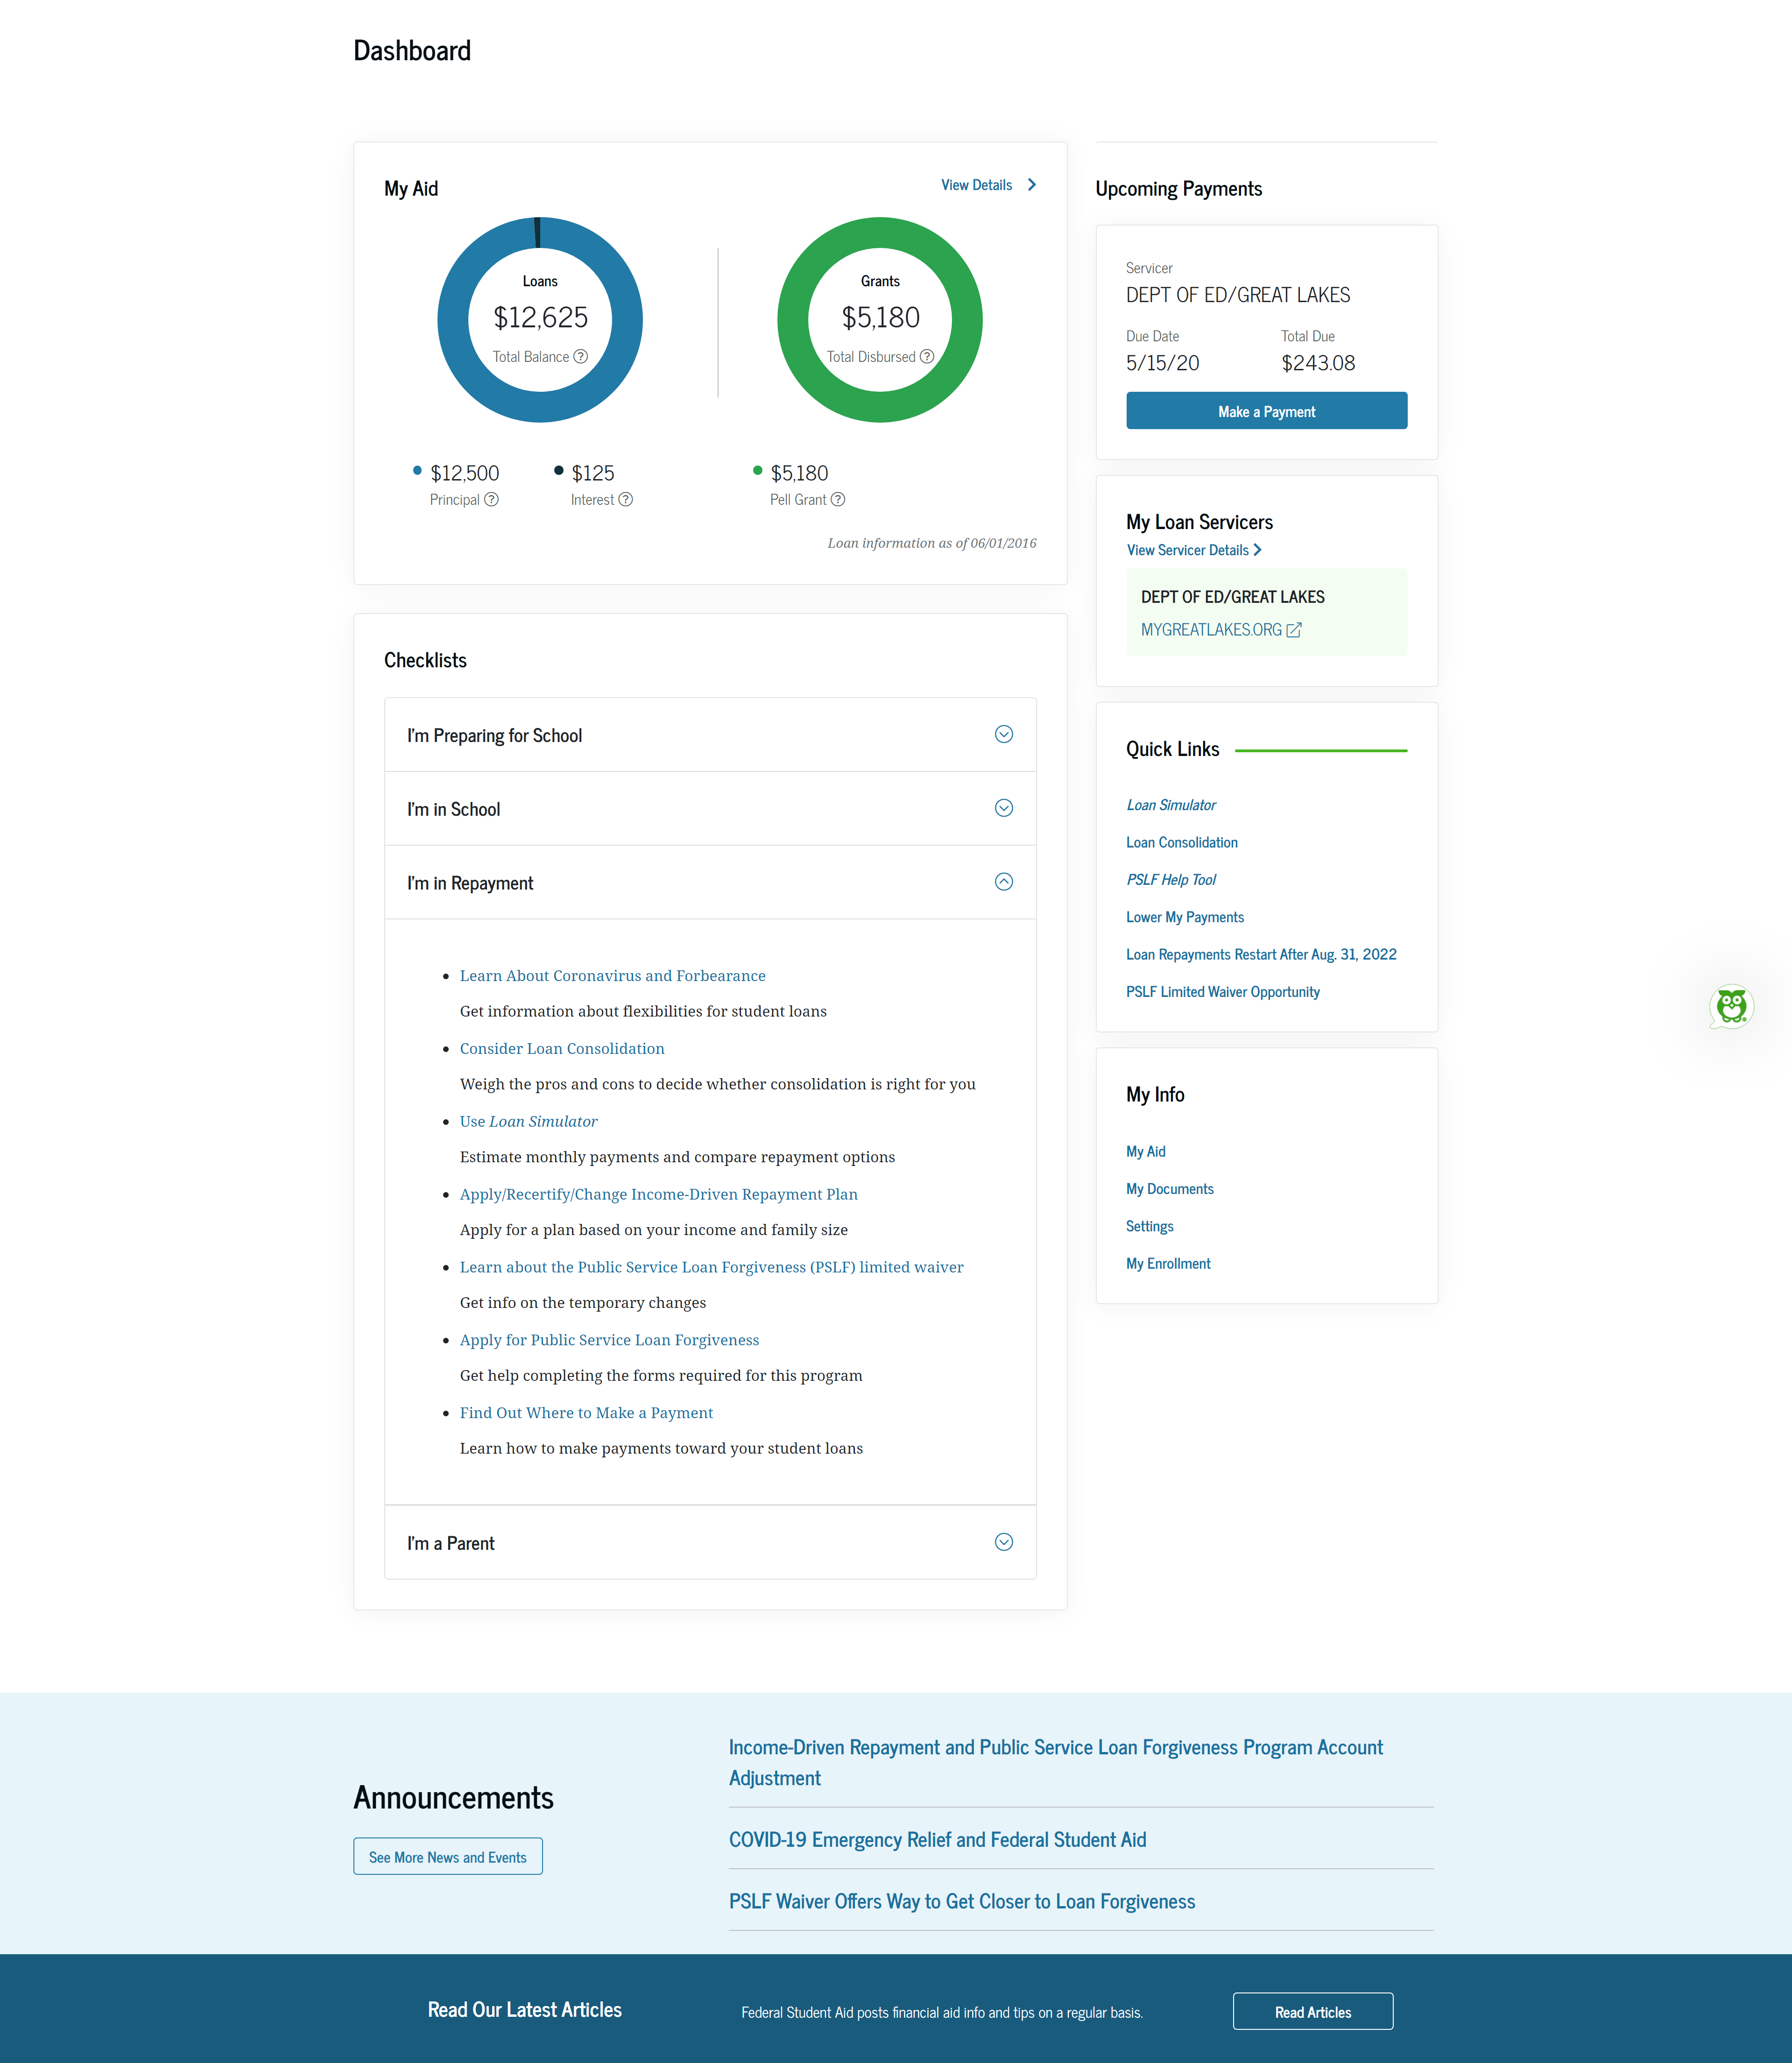 Dashboard
My Aid
View Details
Loans
$12,625
Total Balance ?
Grants
$5,180
Total Disbursed ?
$12,500
Principal ?
$125
Interest ?
$5,180
Pell Grant ?
Loan information as of 06/01/2016
Checklists
I'm Preparing for School
I'm in School
I'm in Repayment
• Learn About Coronavirus and Forbearance
Get information about flexibilities for student loans
• Consider Loan Consolidation
Weigh the pros and cons to decide whether consolidation is right for you
• Use Loan Simulator
Estimate monthly payments and compare repayment options
• Apply/Recertify/Change Income-Driven Repayment Plan
Apply for a plan based on your income and family size
• Learn about the Public Service Loan Forgiveness (PSLF) limited waiver
Get info on the temporary changes
• Apply for Public Service Loan Forgiveness
Get help completing the forms required for this program
• Find Out Where to Make a Payment
Learn how to make payments toward your student loans
I'm a Parent
Upcoming Payments
Servicer
DEPT OF ED/GREAT LAKES
Due Date
5/15/20
Total Due
$243.08
Make a Payment
My Loan Servicers
View Servicer Details
DEPT OF ED/GREAT LAKES
MYGREATLAKES.ORG
Quick Links
Loan Simulator
Loan Consolidation
PSLF Help Tool
Lower My Payments
Loan Repayments Restart After Aug. 31, 2022
PSLF Limited Waiver Opportunity
My Info
My Aid
My Documents
Settings
My Enrollment
Announcements
See More News and Events
Income-Driven Repayment and Public Service Loan Forgiveness Program Account
Adjustment
COVID-19 Emergency Relief and Federal Student Aid
PSLF Waiver Offers Way to Get Closer to Loan Forgiveness
Read Our Latest Articles
Federal Student Aid posts financial aid info and tips on a regular basis.
Read Articles